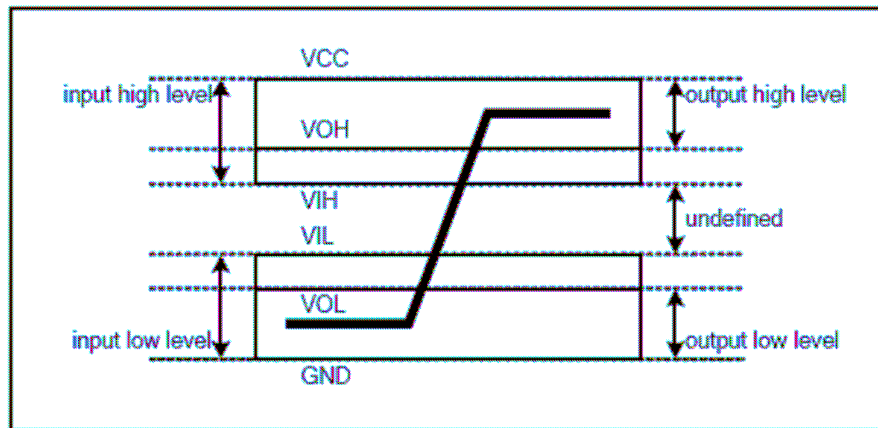 VCC
input high level
output high level
VOH
VIH
undefined
VIL
VOL
input low level
output low level
GND